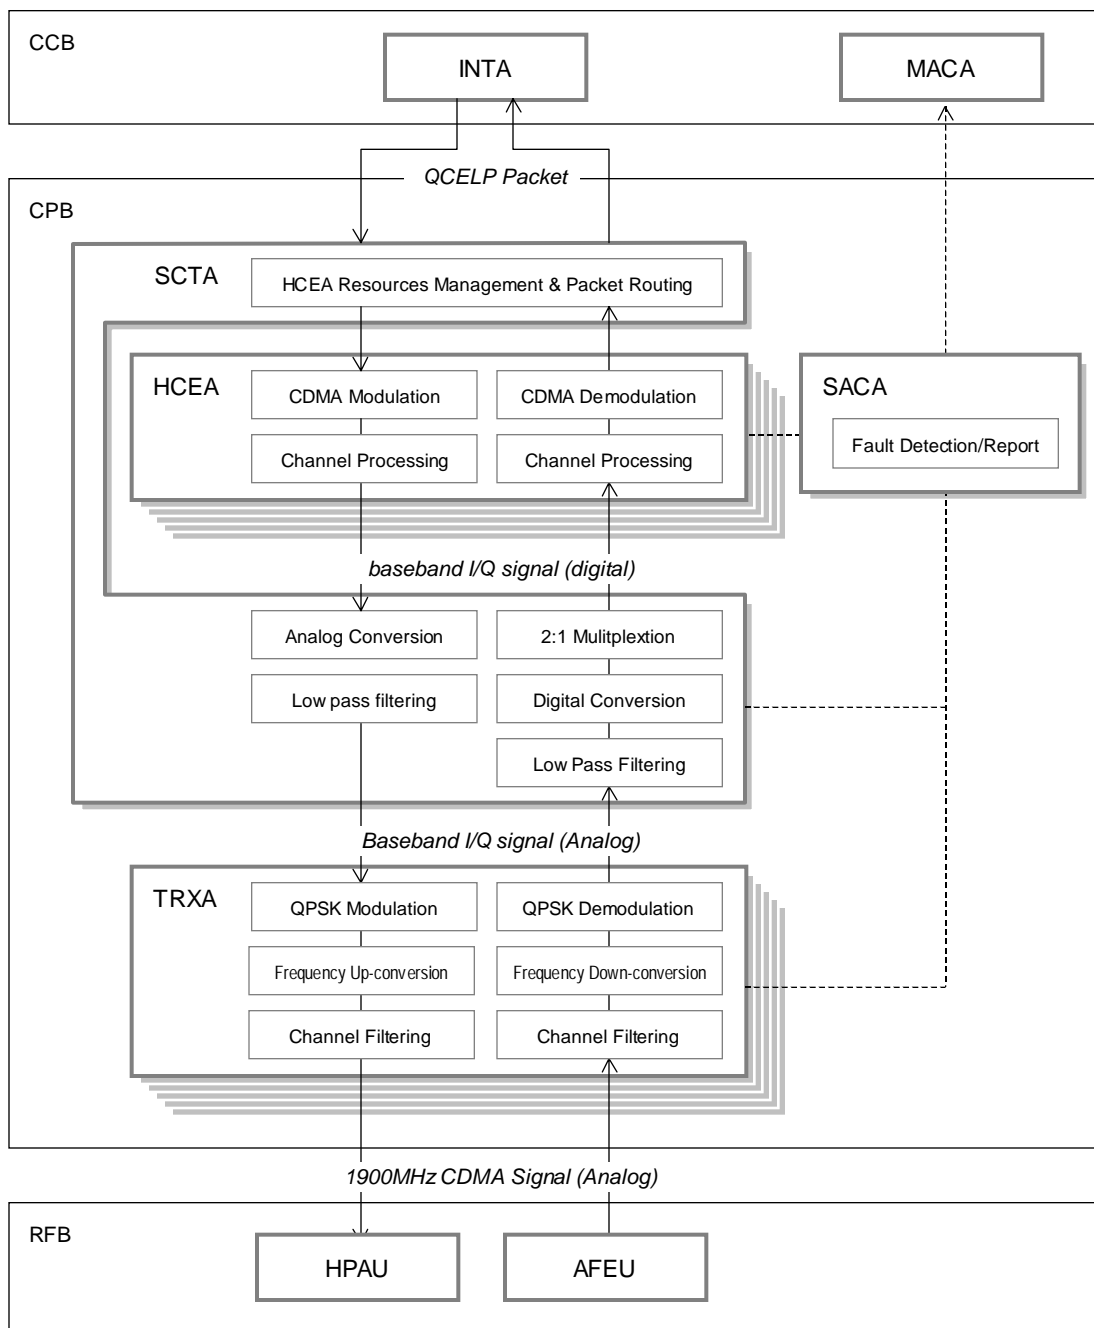 CCB
INTA
MACA
QCELP Packet
CPB
SCTA
HCEA Resources Management & Packet Routing
HCEA
CDMA Modulation
CDMA Demodulation
Channel Processing
Channel Processing
SACA
Fault Detection/Report
baseband I/Q signal (digital)
Analog Conversion
2:1 Mulitplextion
Low pass filtering
Digital Conversion
Low Pass Filtering
Baseband I/Q signal (Analog)
TRXA
QPSK Modulation
QPSK Demodulation
Frequency Up-conversion
Frequency Down-conversion
Channel Filtering
Channel Filtering
1900MHz CDMA Signal (Analog)
RFB
HPAU
AFEU